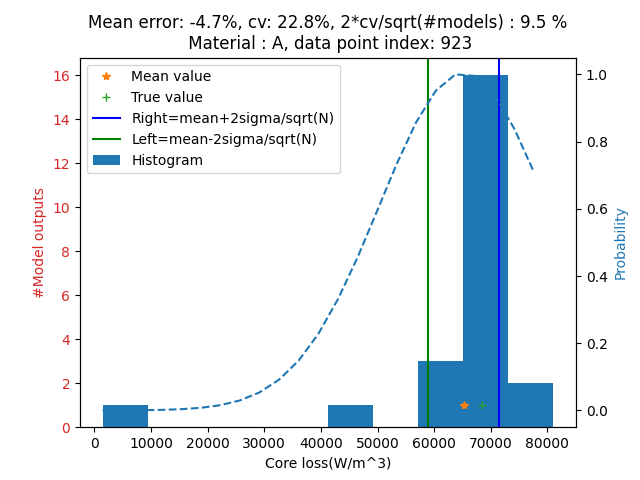 Mean error: -4.7%, cv: 22.8%, 2*cv/sqrt(#models) : 9.5 %
Material : A, data point index: 923
Mean value
True value
Right=mean+2sigma/sqrt(N)
Left=mean-2sigma/sqrt(N)
Histogram
#Model outputs
16
14
12
10
8
6
4
2
0
1.0
0.8
0.6
0.4
0.2
0.0
Probability
0 10000 20000 30000 40000 50000 60000 70000 80000
Core loss(W/m^3)